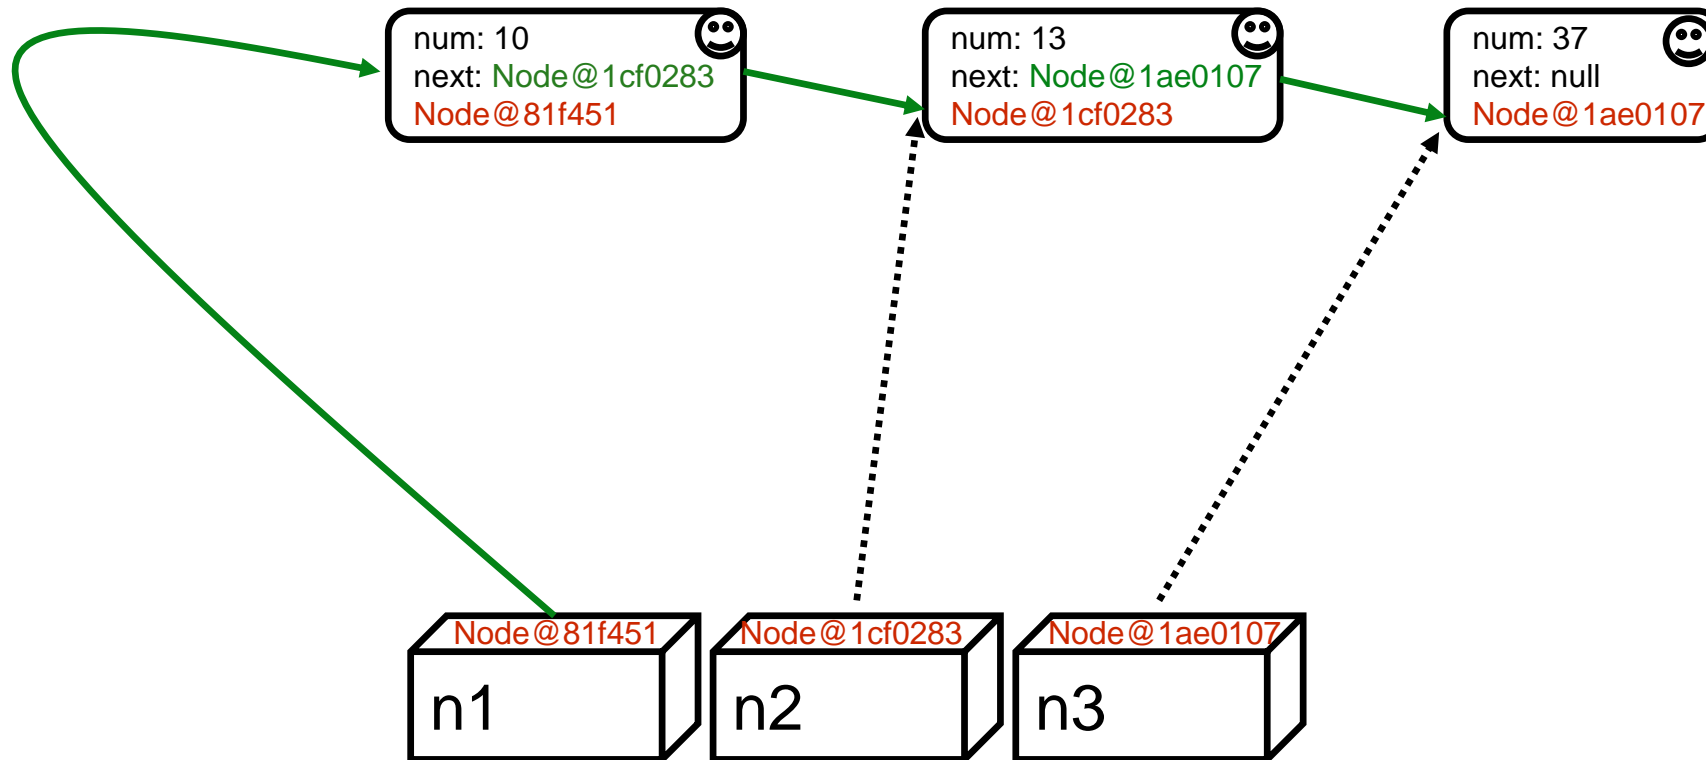 num: 10
next: Node@1cf0283
Node@81f451
num: 13
next: Node@1ae0107
Node@1cf0283
num: 37
next: null
Node@1ae0107
Node@81f451
n1
Node@1cf0283
n2
Node@1ae0107
n3